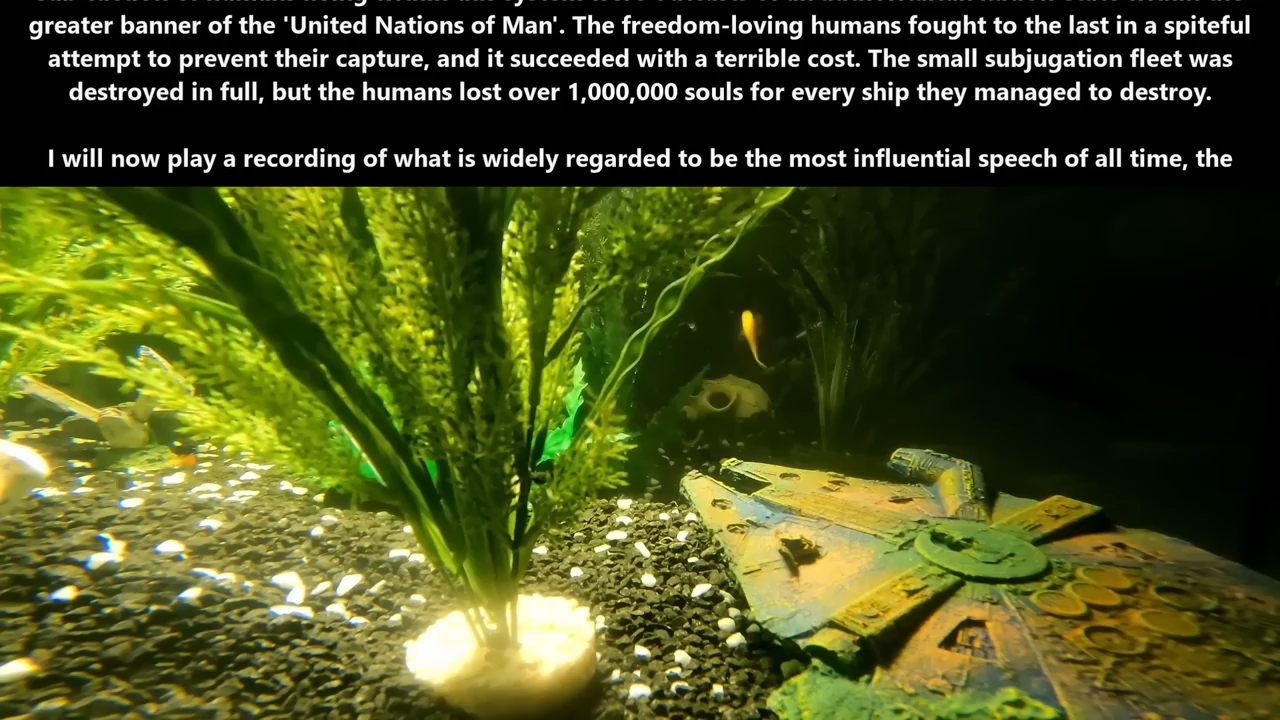 greater banner of the 'United Nations of Man'. The freedom-loving humans fought to the last in a spiteful
attempt to prevent their capture, and it succeeded with a terrible cost. The small subjugation fleet was
destroyed in full, but the humans lost over 1,000,000 souls for every ship they managed to destroy.
I will now play a recording of what is widely regarded to be the most influential speech of all time, the